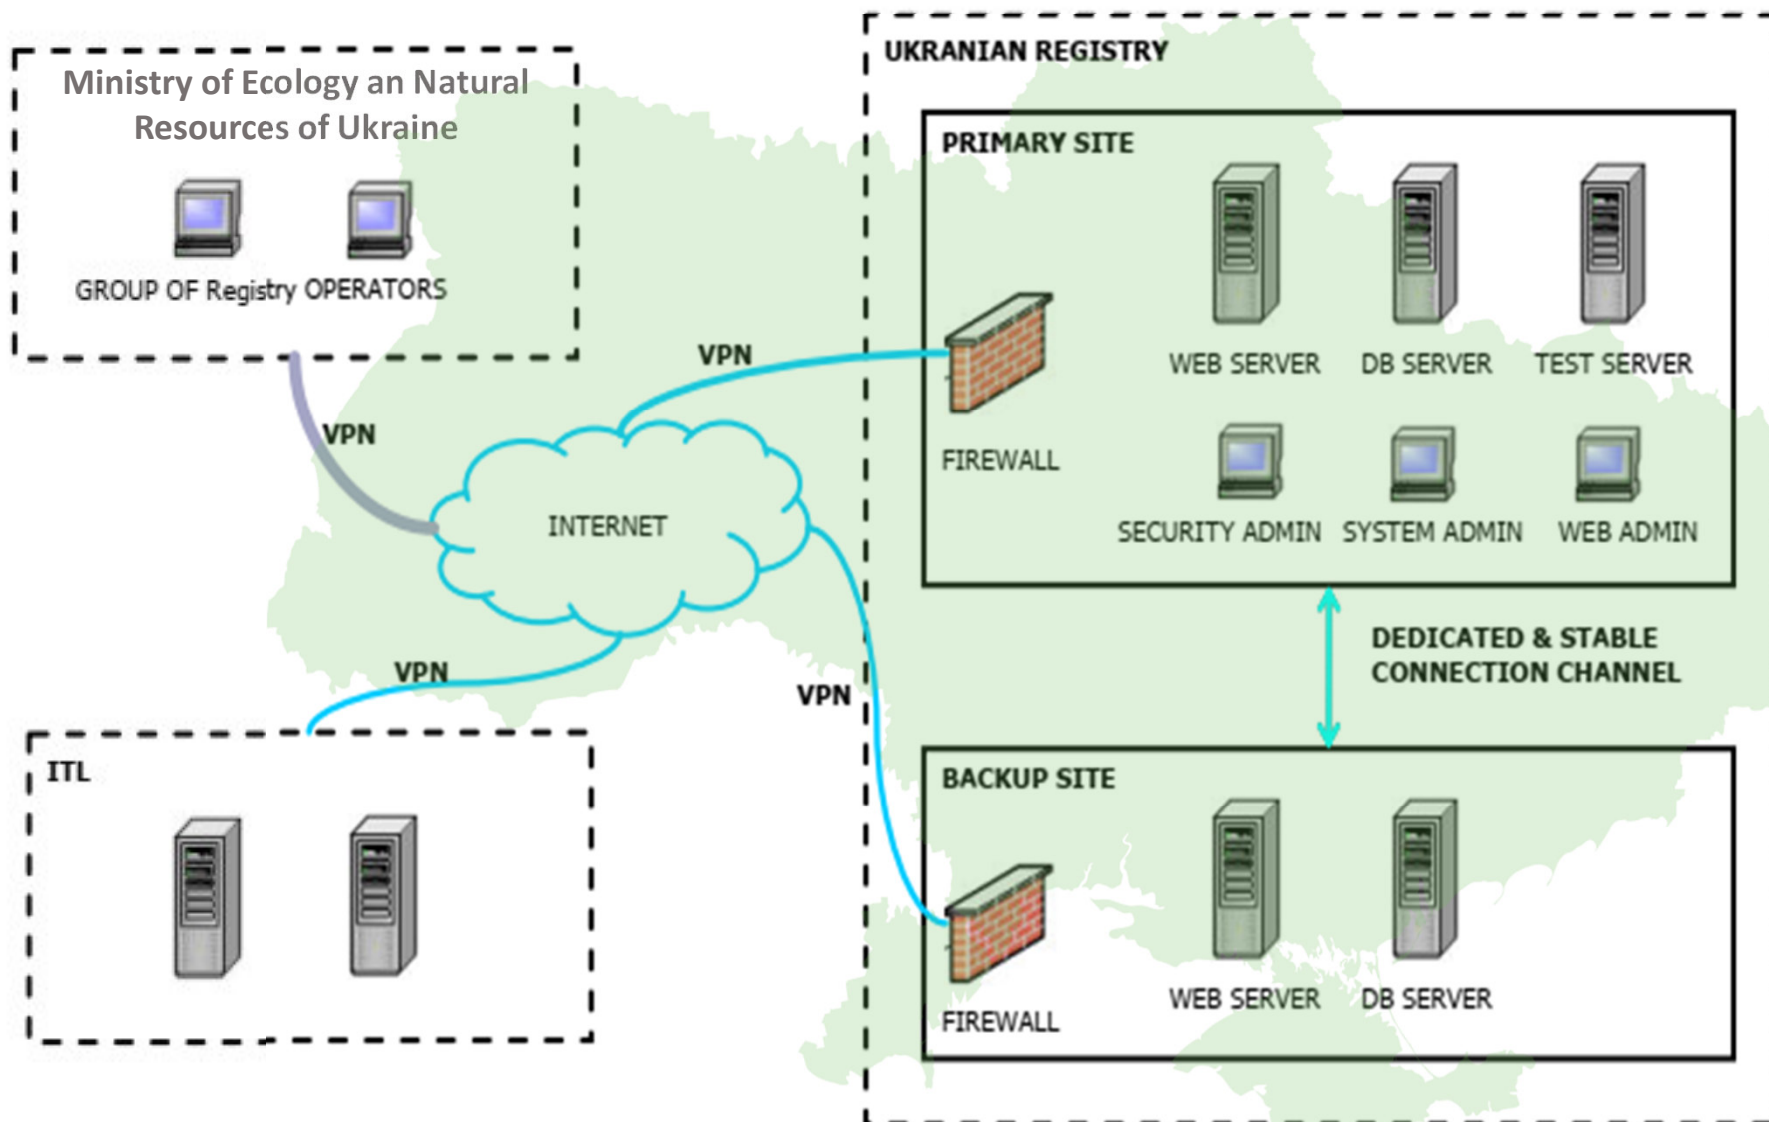 Ministry of Ecology an Natural
Resources of Ukraine
GROUP OF Registry OPERATORS
VPN
VPN
INTERNET
VPN
VPN
ITL
UKRANIAN REGISTRY
PRIMARY SITE
WEB SERVER
DB SERVER
TEST SERVER
FIREWALL
SECURITY ADMIN
SYSTEM ADMIN
WEB ADMIN
DEDICATED & STABLE
CONNECTION CHANNEL
BACKUP SITE
WEB SERVER
DB SERVER
FIREWALL